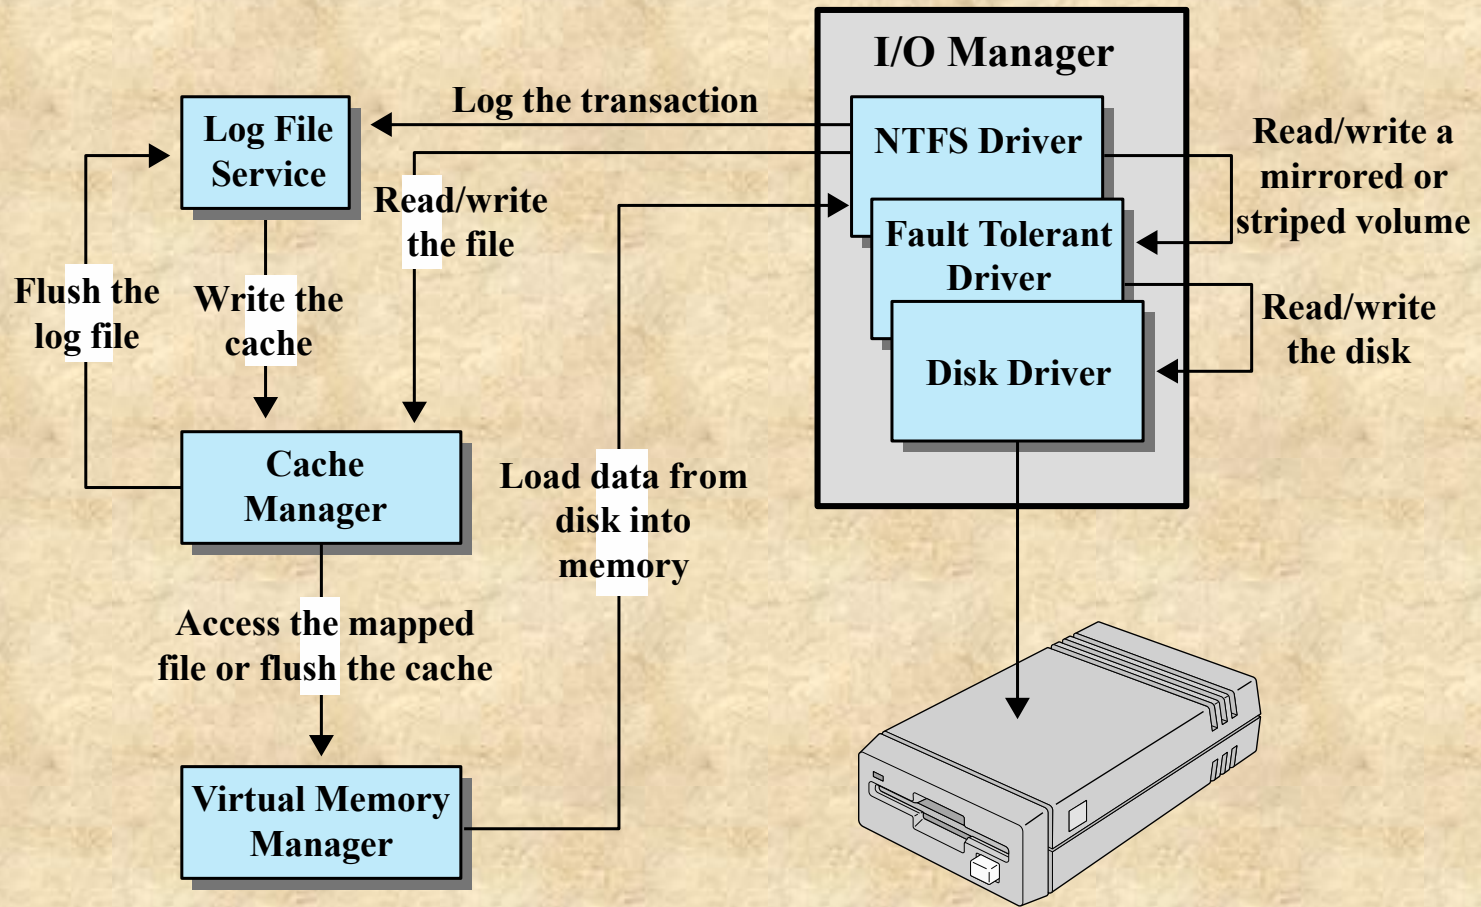 I/O Manager
Log the transaction
Log File
Service
NTFS Driver
Read/write a
mirrored or
striped volume
Read/write
the file
Fault Tolerant
Driver
Flush the
log file
Write the
cache
Read/write
the disk
Disk Driver
Cache
Manager
Load data from
disk into
memory
Access the mapped
file or flush the cache
Virtual Memory
Manager